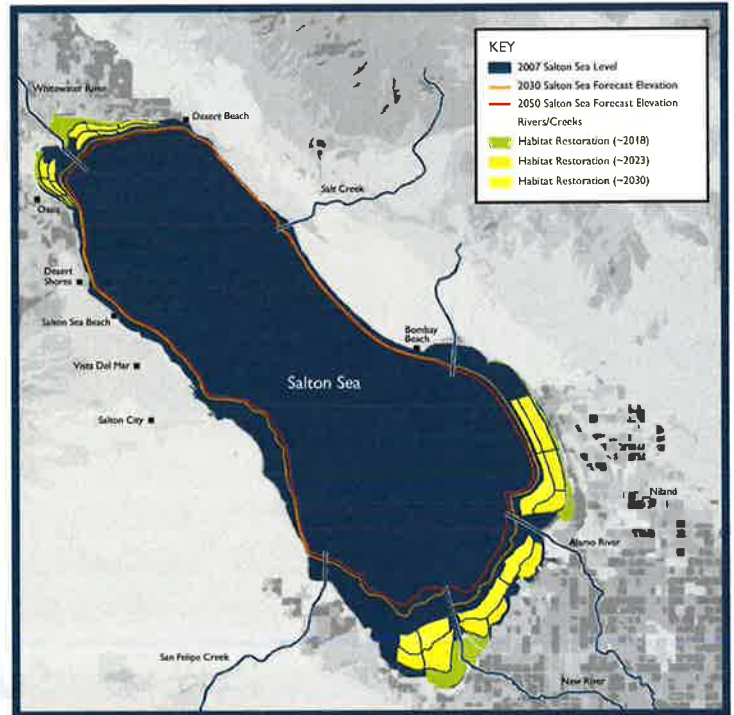 KEY
2007 Salton Sea Level
2030 Salton Sea Forecast Elevation
2050 Salton Sea Forecast Elevation
Rivers/Creeks
Habitat Restoration (~2018)
Habitat Restoration (~2023)
Habitat Restoration (~2030)
Whitewater River
Desert Beach
Salt Creek
Oasis
Desert
Shores
Salton Sea Beach
Bombay
Beach
Vista Del Mar
Salton Sea
Salton City
Niland
Alamo River
San Felipe Creek
New River